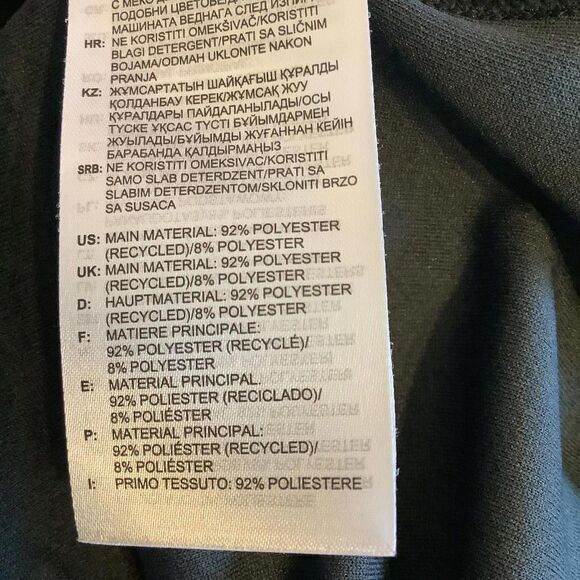 С МЕКО
ПОДОБНИ ЦВЕТОВЕ/
МАШИНАТА ВЕДНАГА СЛЕД ИЗПИР
HR: NE KORISTITI OMEKŠIVAČ/KORISTITI
BLAGI DETERGENT/PRATI SA SLIČNIM
BOJAMA/ODMAH UKLONITE NAKON
PRANJA
KZ: ЖҰМСАРТАТЫН ШАЙҚАҒЫШ ҚҰРАЛДЫ
ҚОЛДАНБАУ КЕРЕК/ЖҰМСАҚ ЖУУ
ҚҰРАЛДАРЫ ПАЙДАЛАНЫЛАДЫ/ОСЫ
ТҮСКЕ ҰҚСАС ТҮСТІ БҰЙЫМДАРМЕН
ЖУЫЛАДЫ/БҰЙЫМДЫ ЖУҒАННАН КЕЙІН
БАРАБАНДА ҚАЛДЫРМАҢЫЗ
SRB: NE KORISTITI OMEKSIVAC/KORISTITI
SAMO SLAB DETERDZENT/PRATI SA
SLABIM DETERDZENTOM/SKLONITI BRZO
SA SUSACA
US: MAIN MATERIAL: 92% POLYESTER
(RECYCLED)/8% POLYESTER
UK: MAIN MATERIAL: 92% POLYESTER
(RECYCLED)/8% POLYESTER
D: HAUPTMATERIAL: 92% POLYESTER
(RECYCLED)/8% POLYESTER
F: MATIERE PRINCIPALE:
92% POLYESTER (RECYCLÉ)/
8% POLYESTER
E: MATERIAL PRINCIPAL:
92% POLIESTER (RECICLADO)/
8% POLIÉSTER
P: MATERIAL PRINCIPAL:
92% POLIÉSTER (RECYCLED)/
8% POLIÉSTER
I: PRIMO TESSUTO: 92% POLIESTERE